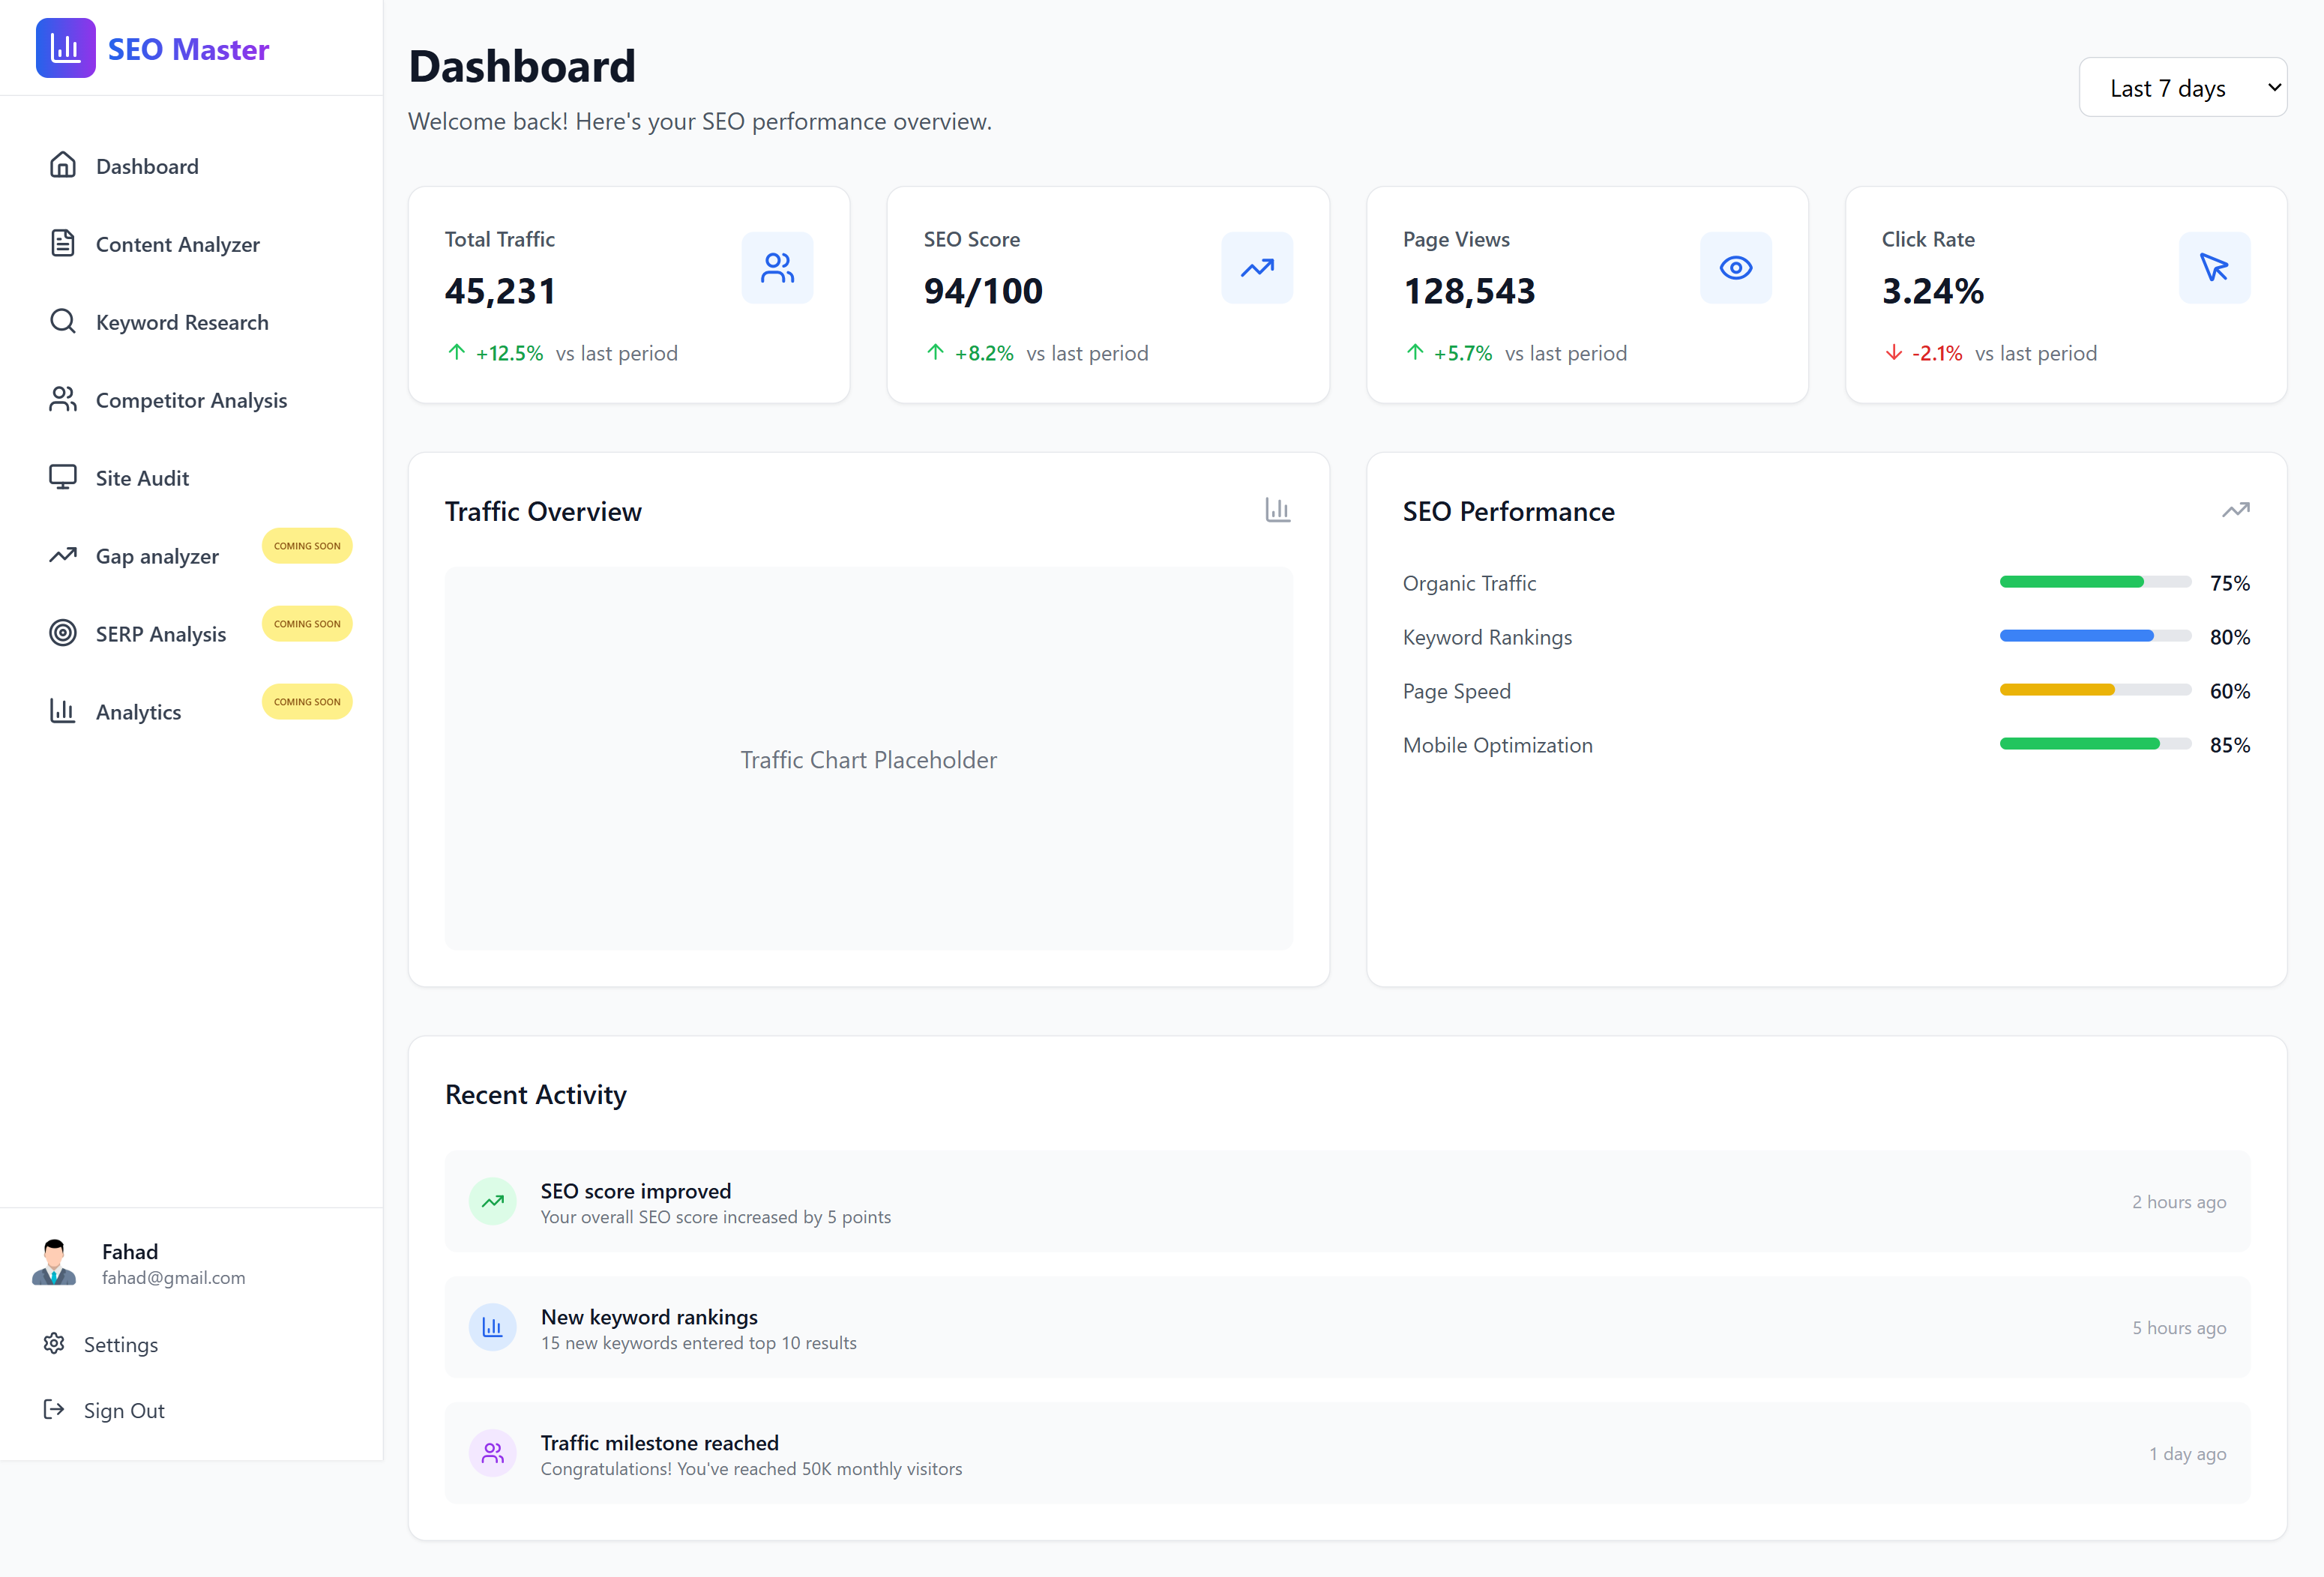 SEO Master
Dashboard
Content Analyzer
Keyword Research
Competitor Analysis
Site Audit
Gap analyzer
COMING SOON
SERP Analysis
COMING SOON
Analytics
COMING SOON
Fahad
fahad@gmail.com
Settings
Sign Out
Dashboard
Welcome back! Here's your SEO performance overview.
Last 7 days
Total Traffic
45,231
+12.5% vs last period
SEO Score
94/100
+8.2% vs last period
Page Views
128,543
+5.7% vs last period
Click Rate
3.24%
-2.1% vs last period
Traffic Overview
Traffic Chart Placeholder
SEO Performance
Organic Traffic 75%
Keyword Rankings 80%
Page Speed 60%
Mobile Optimization 85%
Recent Activity
SEO score improved
Your overall SEO score increased by 5 points
2 hours ago
New keyword rankings
15 new keywords entered top 10 results
5 hours ago
Traffic milestone reached
Congratulations! You've reached 50K monthly visitors
1 day ago